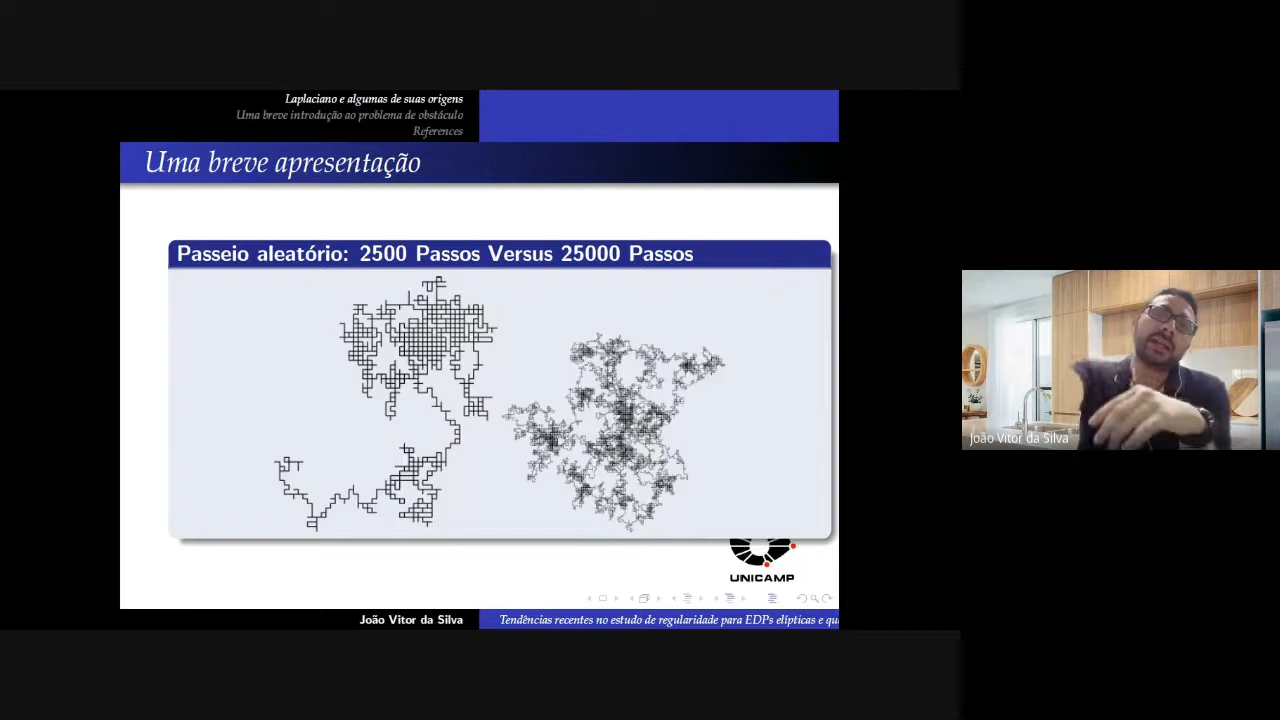 Laplaciano e algumas de suas origens
Uma breve introdução ao problema de obstáculo
References
Uma breve apresentação
Passeio aleatório: 2500 Passos Versus 25000 Passos
UNICAMP
João Vitor da Silva
Tendências recentes no estudo de regularidade para EDPs elípticas e
João Vitor da Silva